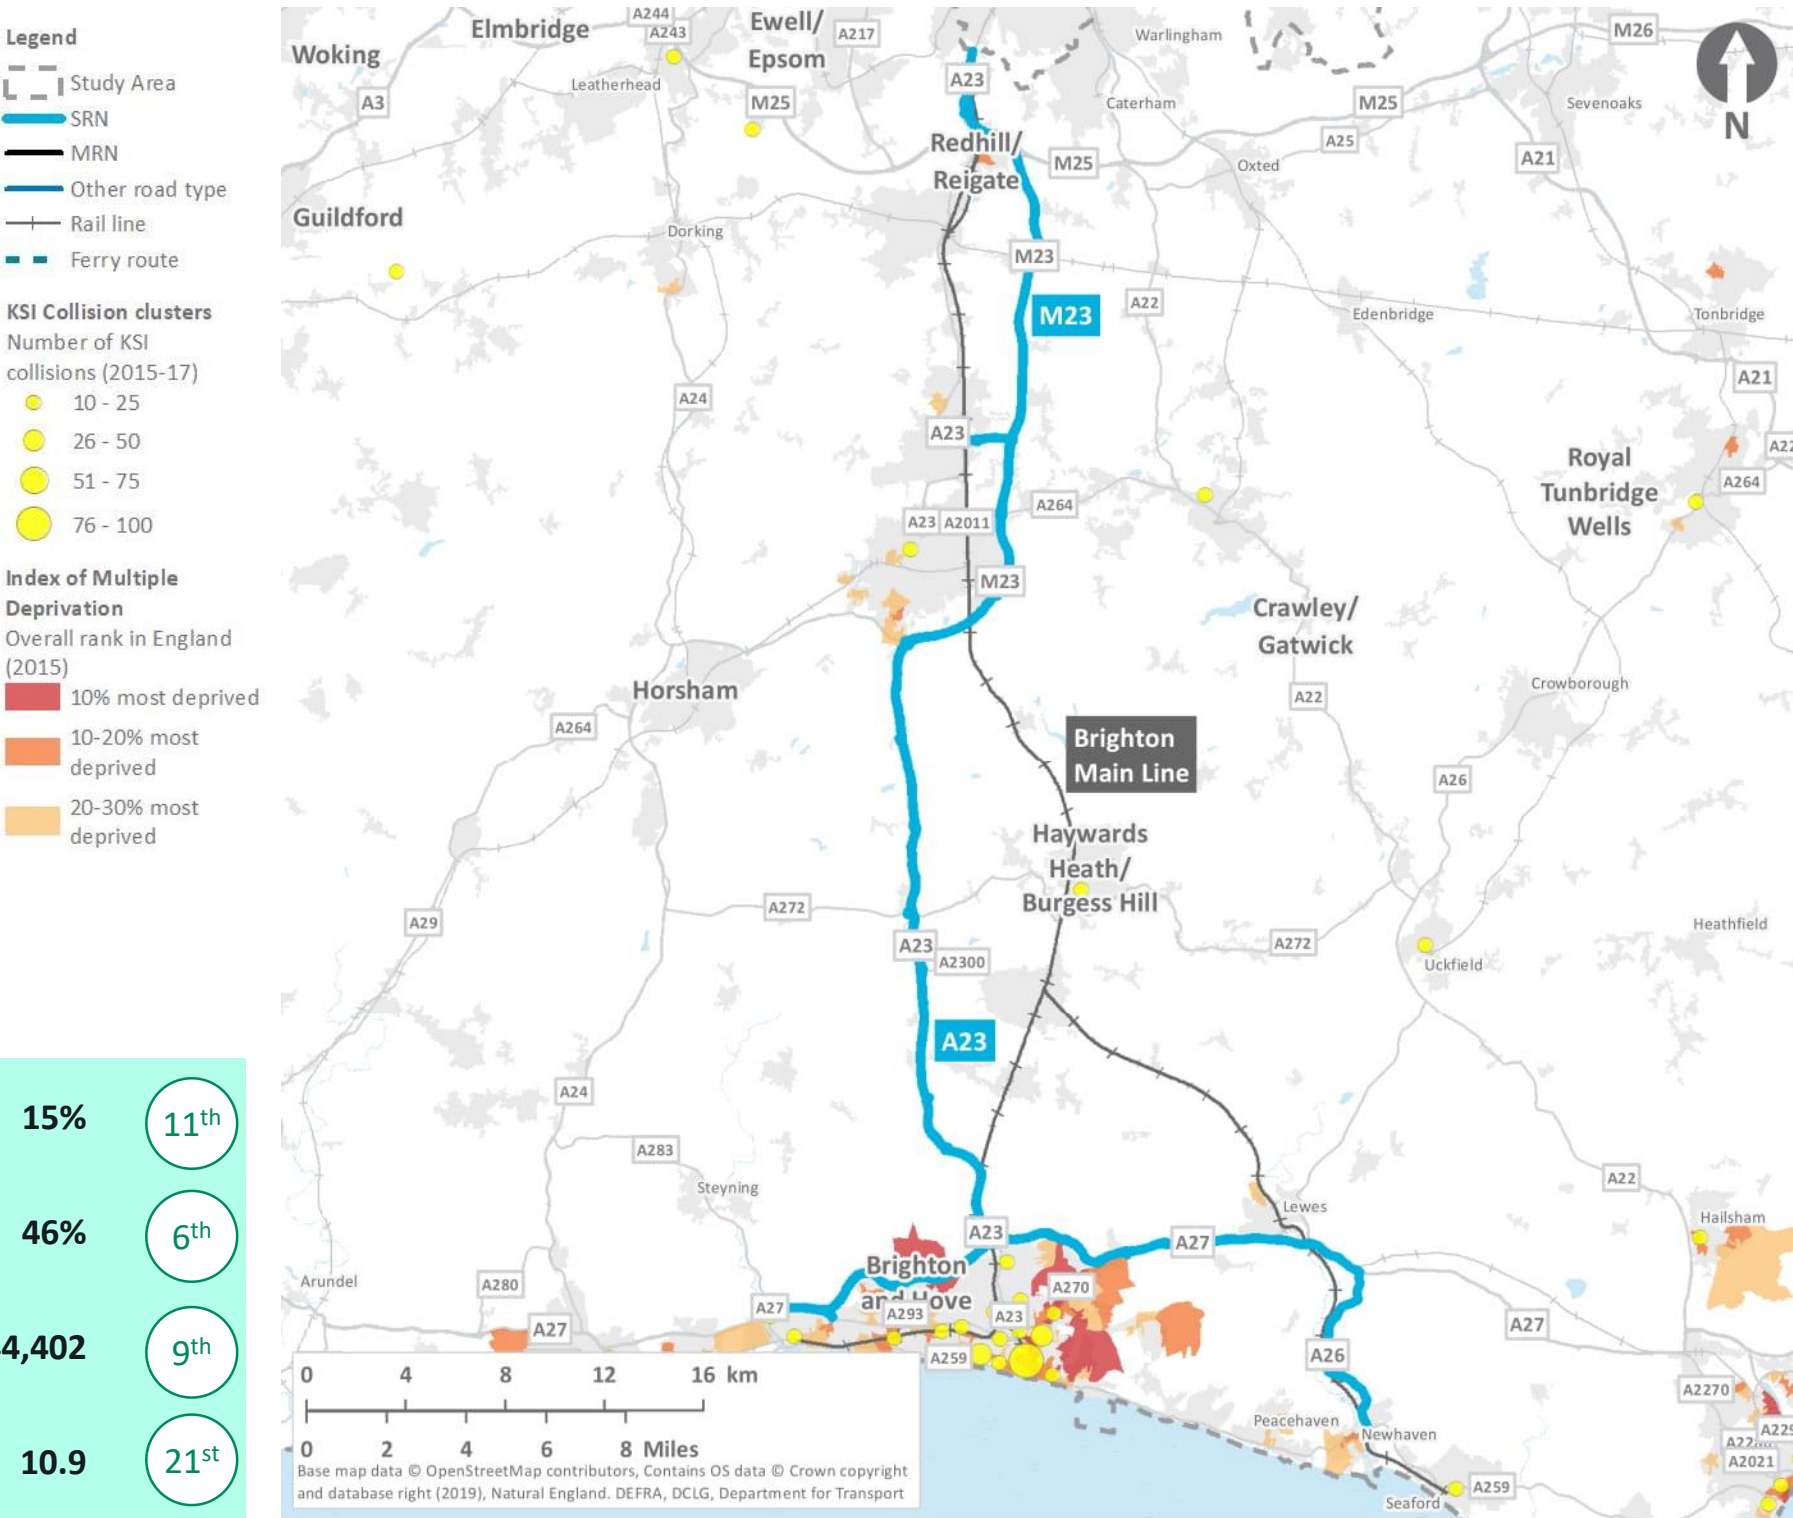 Legend
Study Area
SRN
MRN
Other road type
Rail line
Ferry route
KSI Collision clusters
Number of KSI
collisions (2015-17)
10 - 25
26 - 50
51 - 75
76 - 100
Index of Multiple
Deprivation
Overall rank in England
(2015)
10% most deprived
10-20% most
deprived
20-30% most
deprived
15% 11th
46% 6th
4,402 9th
10.9 21st
Woking
Elmbridge
A244
A243
Ewell/
Epsom
A217
Leatherhead
A3
M25
A23
Warlingham
Caterham
M25
M26
Sevenoaks
N
Redhill/
Reigate
M25
Oxted
A25
A21
Guildford
Dorking
M23
M23
A22
Edenbridge
Tonbridge
A21
A24
A23
A22
Royal
Tunbridge
Wells
A264
A264
A23
A2011
M23
Crawley/
Gatwick
Horsham
A264
A22
Crowborough
Brighton
Main Line
A26
Haywards
Heath/
Burgess Hill
A29
A272
A23
A2300
A272
Uckfield
Heathfield
A23
A24
A283
Steyning
A22
Lewes
Hailsham
A23
A27
Brighton
and Hove
A270
Arundel
A280
A27
A27
A293
A23
A27
A259
A26
A2270
Peacehaven
Newhaven
A229
A22
A2021
Seaford
A259
0 4 8 12 16 km
0 2 4 6 8 Miles
Base map data © OpenStreetMap contributors, Contains OS data © Crown copyright
and database right (2019), Natural England. DEFRA, DCLG, Department for Transport